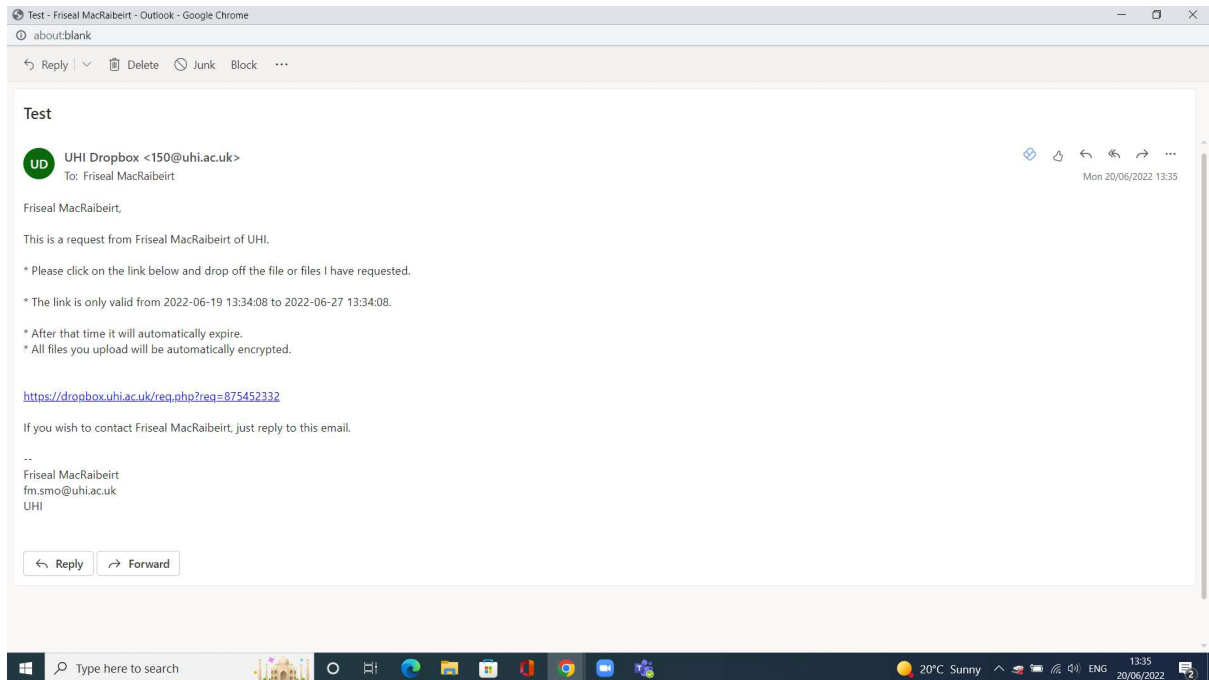 Test - Friseal MacRaibeirt - Outlook - Google Chrome
about:blank
Reply Delete Junk Block ...
Test
UD
UHI Dropbox <150@uhi.ac.uk>
To: Friseal MacRaibeirt
Mon 20/06/2022 13:35
Friseal MacRaibeirt,
This is a request from Friseal MacRaibeirt of UHI.
* Please click on the link below and drop off the file or files I have requested.
* The link is only valid from 2022-06-19 13:34:08 to 2022-06-27 13:34:08.
* After that time it will automatically expire.
* All files you upload will be automatically encrypted.
https://dropbox.uhi.ac.uk/req.php?req=875452332
If you wish to contact Friseal MacRaibeirt, just reply to this email.
--
Friseal MacRaibeirt
fm.smo@uhi.ac.uk
UHI
Reply Forward
Type here to search
20°C Sunny ENG
13:35
20/06/2022
2